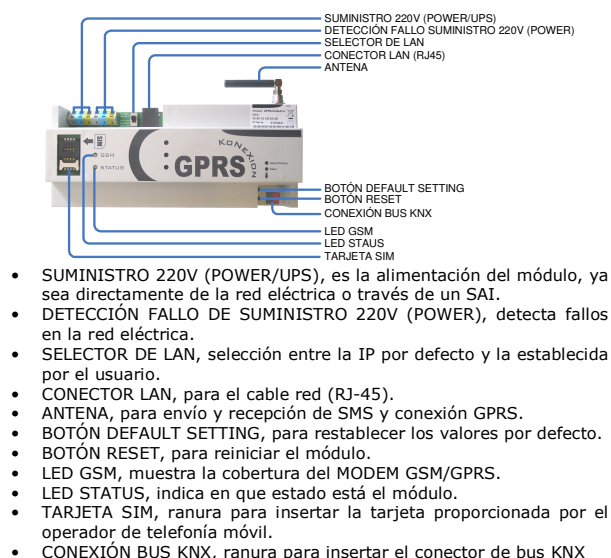 SUMINISTRO 220V (POWER/UPS)
DETECCIÓN FALLO SUMINISTRO 220V (POWER)
SELECTOR DE LAN
CONECTOR LAN (RJ45)
ANTENA
SIM
GSM
STATUS
KONEXION
GPRS
BOTÓN DEFAULT SETTING
BOTÓN RESET
CONEXIÓN BUS KNX
LED GSM
LED STAUS
TARJETA SIM
• SUMINISTRO 220V (POWER/UPS), es la alimentación del módulo, ya
sea directamente de la red eléctrica o través de un SAI.
• DETECCIÓN FALLO DE SUMINISTRO 220V (POWER), detecta fallos
en la red eléctrica.
• SELECTOR DE LAN, selección entre la IP por defecto y la establecida
por el usuario.
• CONECTOR LAN, para el cable red (RJ-45).
• ANTENA, para envío y recepción de SMS y conexión GPRS.
• BOTÓN DEFAULT SETTING, para restablecer los valores por defecto.
• BOTÓN RESET, para reiniciar el módulo.
• LED GSM, muestra la cobertura del MODEM GSM/GPRS.
• LED STATUS, indica en que estado está el módulo.
• TARJETA SIM, ranura para insertar la tarjeta proporcionada por el
operador de telefonía móvil.
• CONEXIÓN BUS KNX, ranura para insertar el conector de bus KNX